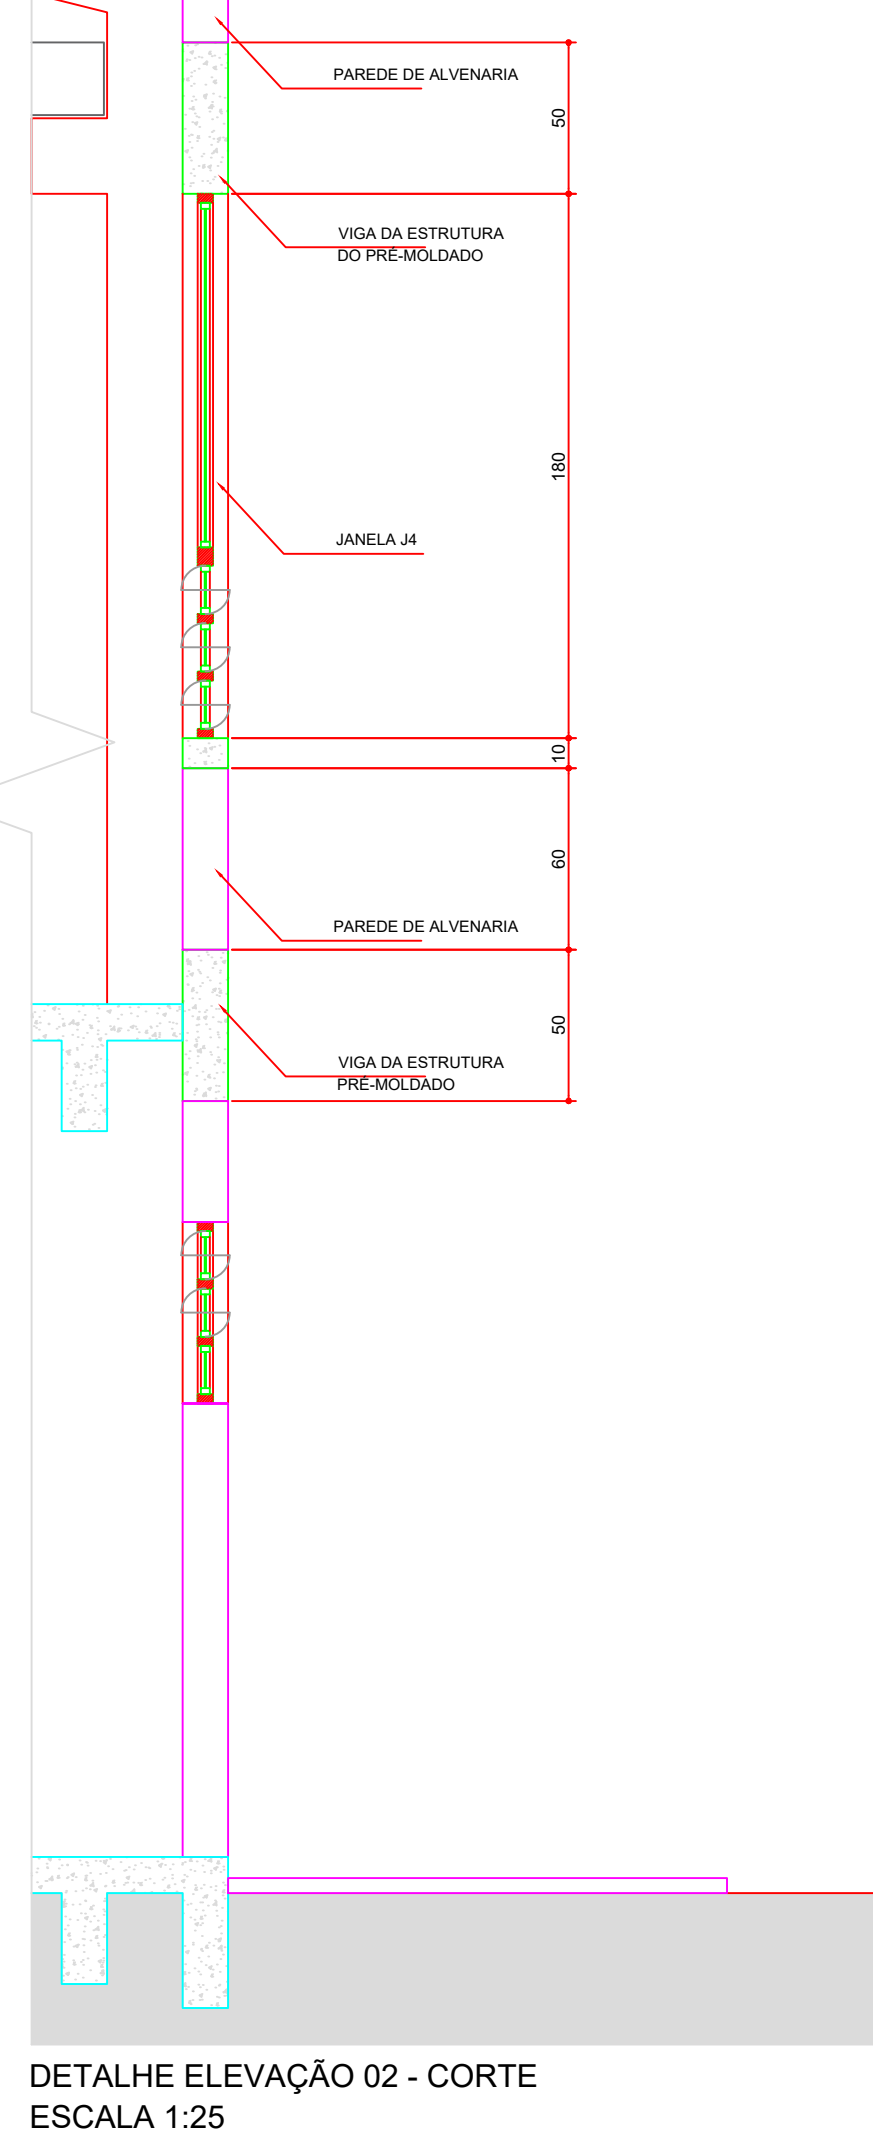 PAREDE DE ALVENARIA
50
VIGA DA ESTRUTURA
DO PRÉ-MOLDADO
180
JANELA J4
10
60
PAREDE DE ALVENARIA
50
VIGA DA ESTRUTURA
PRÉ-MOLDADO
DETALHE ELEVAÇÃO 02 - CORTE
ESCALA 1:25